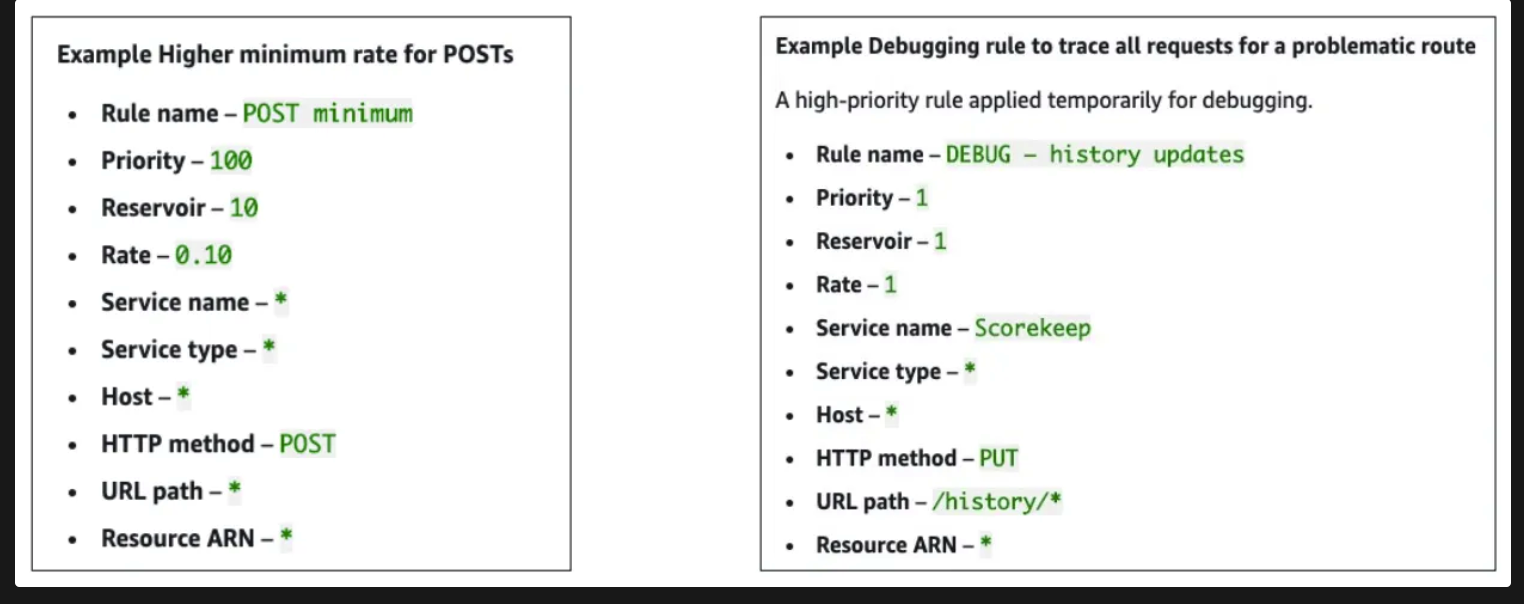 Example Higher minimum rate for POSTs
• Rule name – POST minimum
• Priority – 100
• Reservoir – 10
• Rate – 0.10
• Service name – *
• Service type – *
• Host – *
• HTTP method – POST
• URL path – *
• Resource ARN – *
Example Debugging rule to trace all requests for a problematic route
A high-priority rule applied temporarily for debugging.
• Rule name – DEBUG – history updates
• Priority – 1
• Reservoir – 1
• Rate – 1
• Service name – Scorekeep
• Service type – *
• Host – *
• HTTP method – PUT
• URL path – /history/*
• Resource ARN – *